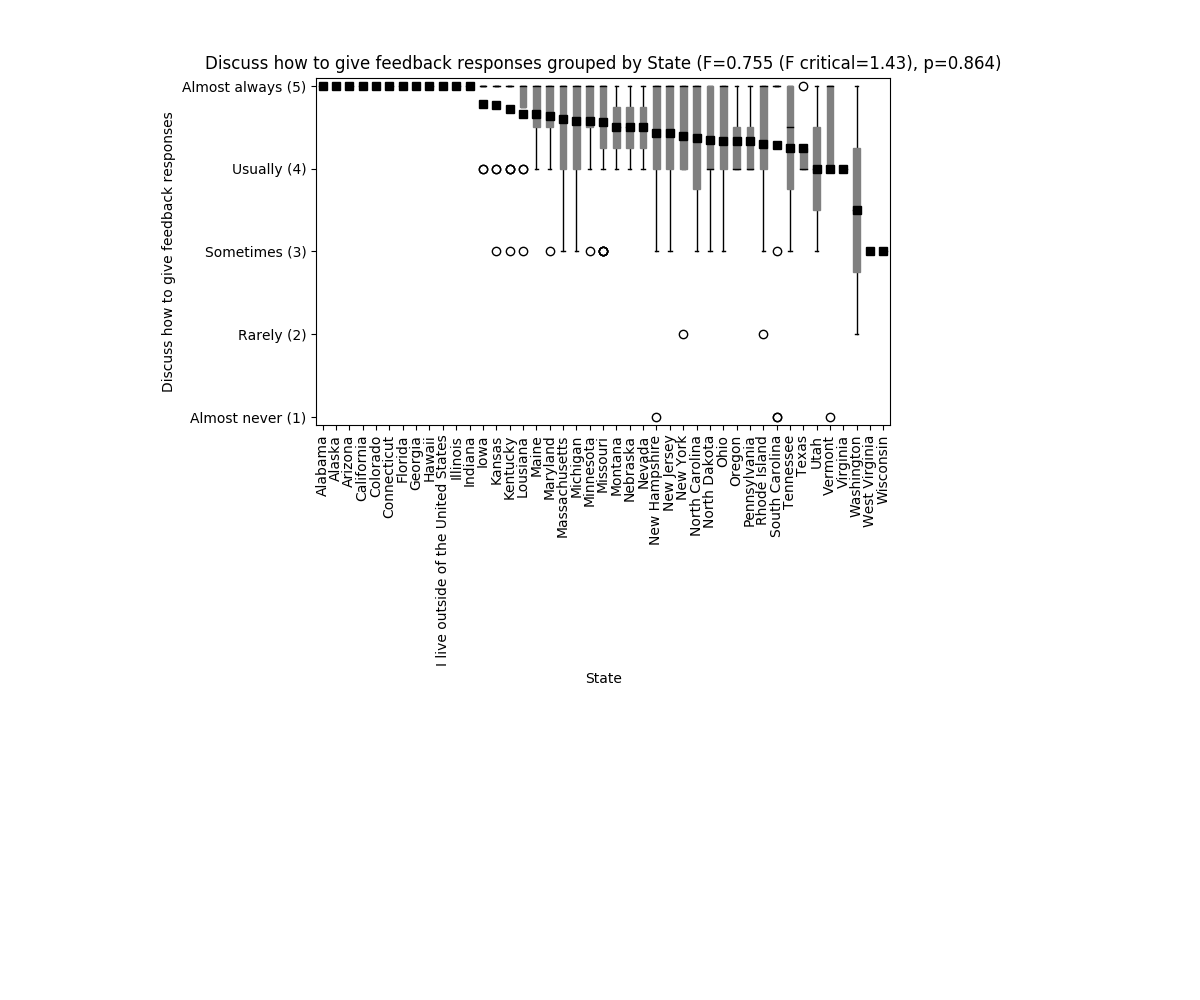 Discuss how to give feedback responses grouped by State (F=0.755 (F critical=1.43), p=0.864)
Discuss how to give feedback responses
Almost always (5)
Usually (4)
Sometimes (3)
Rarely (2)
Almost never (1)
Alabama
Alaska
Arizona
California
Colorado
Connecticut
Florida
Georgia
Hawaii
I live outside of the United States
Illinois
Indiana
Iowa
Kansas
Kentucky
Lousiana
Maine
Maryland
Massachusetts
Michigan
Minnesota
Missouri
Montana
Nebraska
Nevada
New Hampshire
New Jersey
New York
North Carolina
North Dakota
Ohio
Oregon
Pennsylvania
Rhode Island
South Carolina
Tennessee
Texas
Utah
Vermont
Virginia
Washington
West Virginia
Wisconsin
State